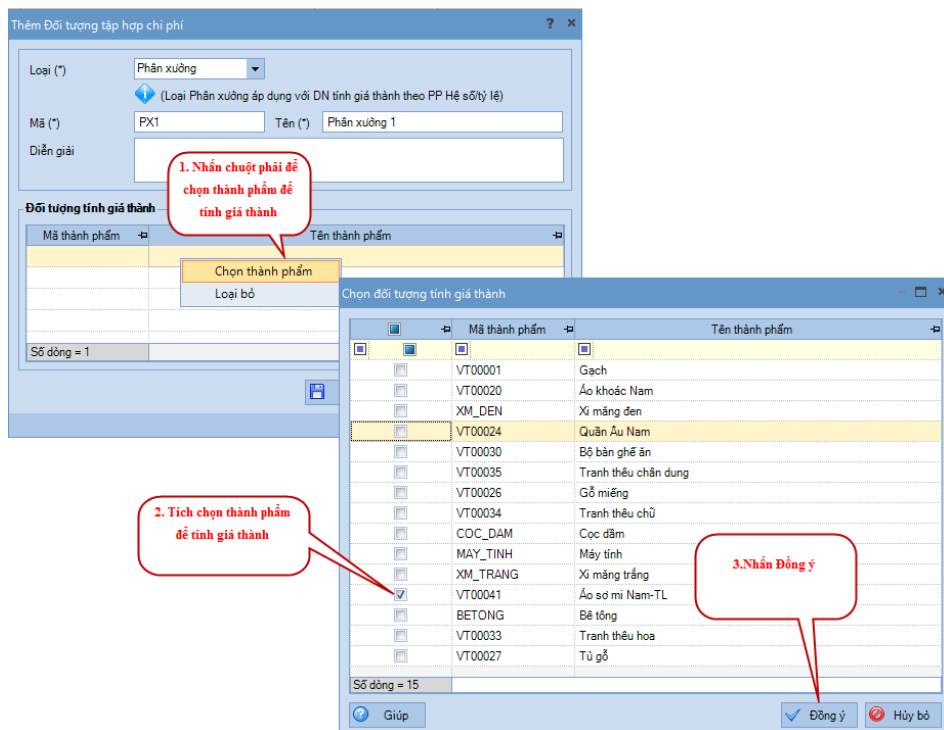 Thêm Đối tượng tập hợp chi phí
Loại (*) Phân xưởng
(Loại Phân xưởng áp dụng với DN tính giá thành theo PP Hệ số/tỷ lệ)
Mã (*) PX1 Tên (*) Phân xưởng 1
Diễn giải
1. Nhấn chuột phải để
chọn thành phẩm để
tính giá thành
Đối tượng tính giá thành
Mã thành phẩm Tên thành phẩm
Chọn thành phẩm
Loại bỏ
Số dòng = 1
Chọn đối tượng tính giá thành
Mã thành phẩm Tên thành phẩm
VT00001 Gạch
VT00020 Áo khoác Nam
XM_DEN Xi măng đen
VT00024 Quần Âu Nam
VT00030 Bộ bàn ghế ăn
VT00035 Tranh thêu chân dung
VT00026 Gỗ miếng
VT00034 Tranh thêu chữ
COC_DAM Cọc dầm
MAY_TINH Máy tính
XM_TRANG Xi măng trắng
VT00041 Áo sơ mi Nam-TL
BETONG Bê tông
VT00033 Tranh thêu hoa
VT00027 Tủ gỗ
2. Tích chọn thành phẩm
để tính giá thành
3.Nhấn Đồng ý
Số dòng = 15
Giúp Đồng ý Hủy bỏ